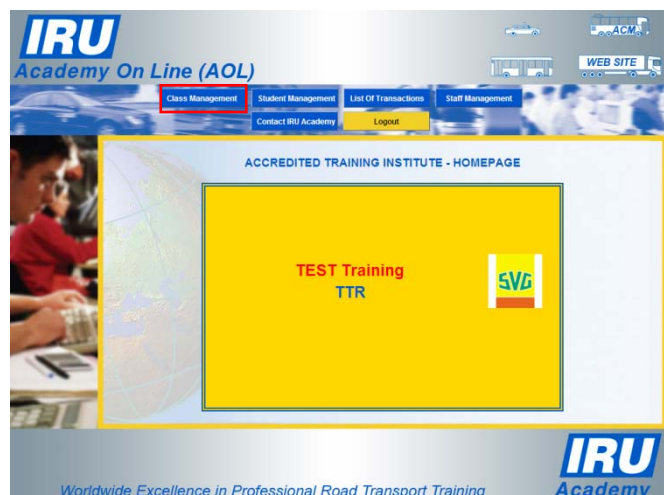 IRU
Academy On Line (AOL)
ACM
WEB SITE
Class Management
Student Management
List Of Transactions
Staff Management
Contact IRU Academy
Logout
ACCREDITED TRAINING INSTITUTE - HOMEPAGE
TEST Training
TTR
SVG
IRU
Worldwide Excellence in Professional Road Transport Training
Academy